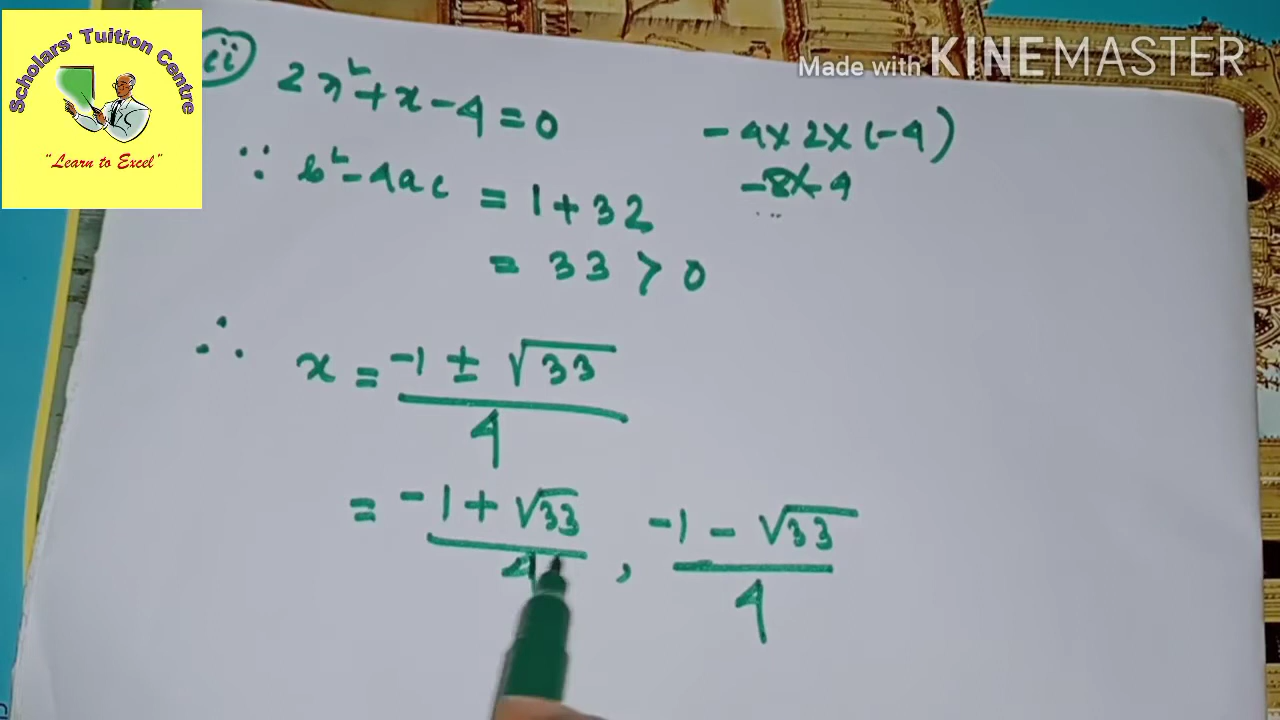 Scholars' Tuition Centre
"Learn to Excel"
Made with KINEMASTER
(ii) 2x² + x - 4 = 0
- 4 x 2 x (-4)
∵ b² - 4ac = 1 + 32
-8 x -4
= 33 > 0
∴ x = (-1 ± √33) / 4
= (-1 + √33) / 4 , (-1 - √33) / 4